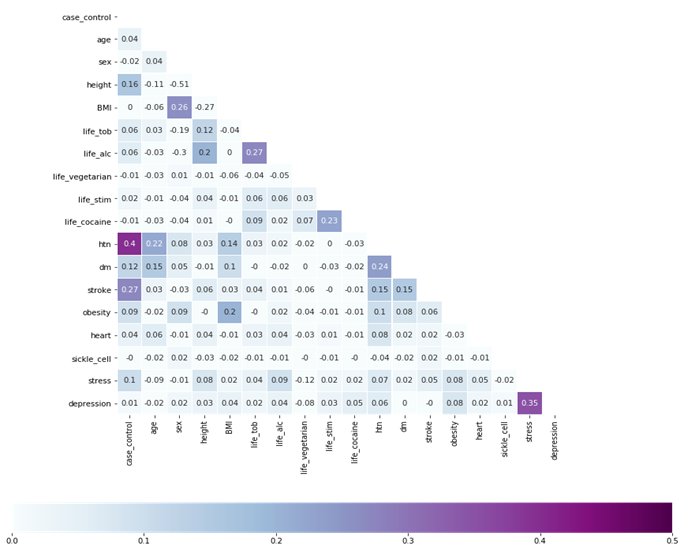 case_control
age 0.04
sex -0.02 0.04
height 0.16 -0.11 -0.51
BMI 0 -0.06 0.26 -0.27
life_tob 0.06 0.03 -0.19 0.12 -0.04
life_alc 0.06 -0.03 -0.3 0.2 0 0.27
life_vegetarian -0.01 -0.03 0.01 -0.01 -0.06 -0.04 -0.05
life_stim 0.02 -0.01 -0.04 0.04 -0.01 0.06 0.06 0.03
life_cocaine -0.01 -0.03 -0.04 0.01 -0 0.09 0.02 0.07 0.23
htn 0.4 0.22 0.08 0.03 0.14 0.03 0.02 -0.02 0 -0.03
dm 0.12 0.15 0.05 -0.01 0.1 -0 -0.02 0 -0.03 -0.02 0.24
stroke 0.27 0.03 -0.03 0.06 0.03 0.04 0.01 -0.06 -0 -0.01 0.15 0.15
obesity 0.09 -0.02 0.09 -0 0.2 -0 0.02 -0.04 -0.01 -0.01 0.1 0.08 0.06
heart 0.04 0.06 -0.01 0.04 -0.01 0.03 0.04 -0.03 0.01 -0.01 0.08 0.02 0.02 -0.03
sickle_cell -0 -0.02 0.02 -0.03 -0.02 -0.01 -0.01 -0 -0.01 -0 -0.04 -0.02 0.02 -0.01 -0.01
stress 0.1 -0.09 -0.01 0.08 0.02 0.04 0.09 -0.12 0.02 0.02 0.07 0.02 0.05 0.08 0.05 -0.02
depression 0.01 -0.02 0.02 0.03 0.04 0.02 0.04 -0.08 0.03 0.05 0.06 0 -0 0.08 0.02 0.01 0.35
case_control age sex height BMI life_tob life_alc life_vegetarian life_stim life_cocaine htn dm stroke obesity heart sickle_cell stress depression
0.0 0.1 0.2 0.3 0.4 0.5